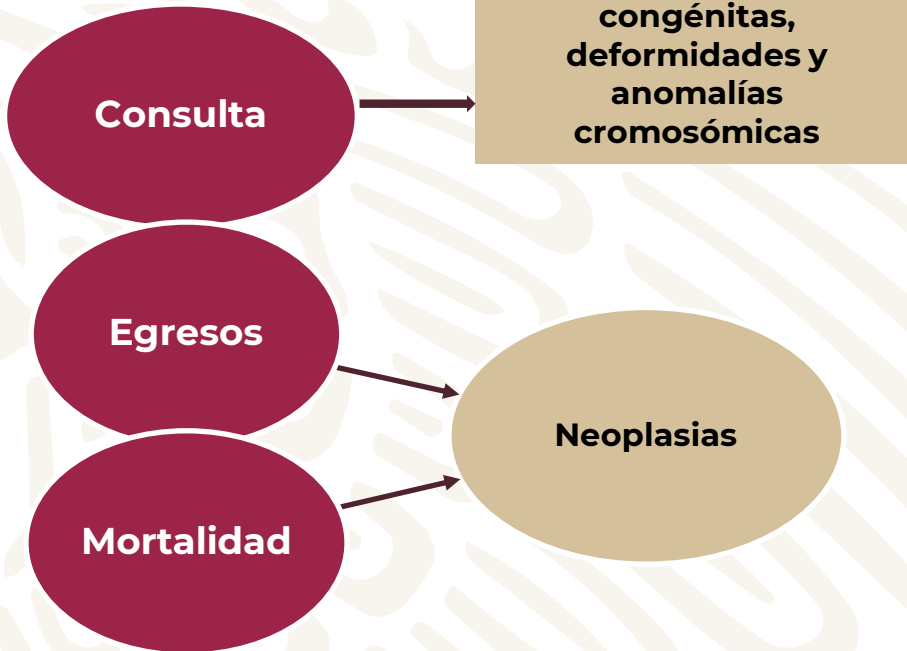 congénitas,
deformidades y
anomalías
cromosómicas
Consulta
Egresos
Neoplasias
Mortalidad